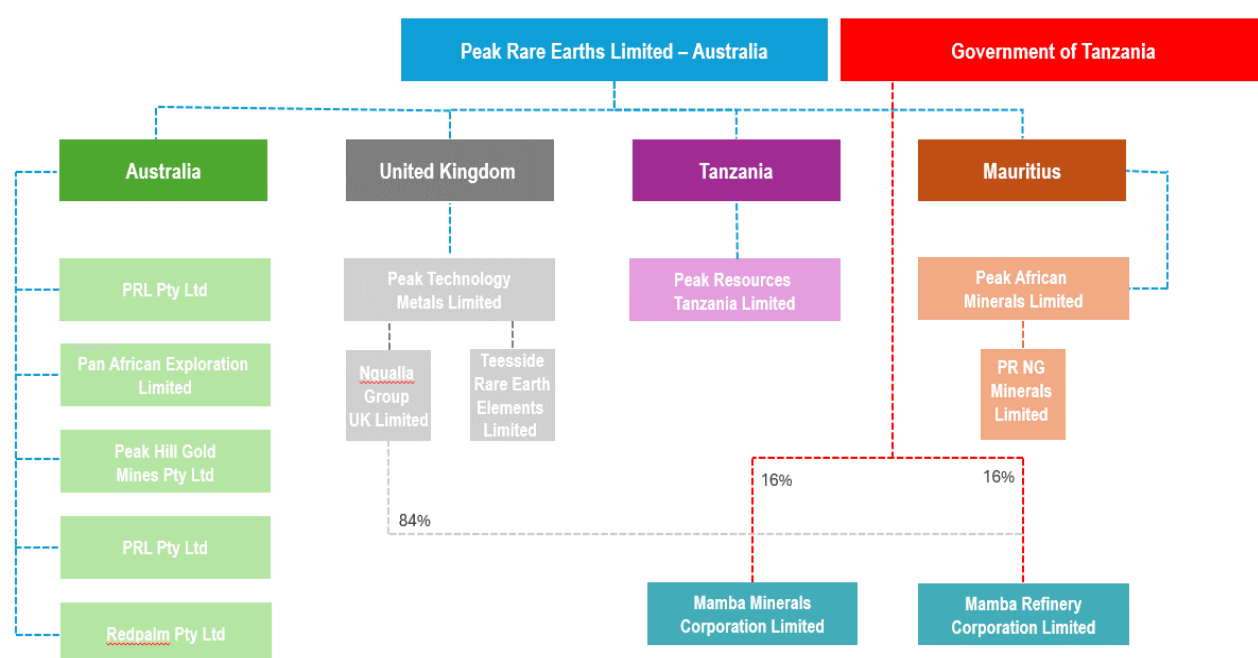 Peak Rare Earths Limited – Australia
Government of Tanzania
Australia
United Kingdom
Tanzania
Mauritius
PRL Pty Ltd
Pan African Exploration
Limited
Peak Hill Gold
Mines Pty Ltd
PRL Pty Ltd
Redpalm Pty Ltd
Peak Technology
Metals Limited
Nqualla
Group
UK Limited
Teesside
Rare Earth
Elements
Limited
Peak Resources
Tanzania Limited
Peak African
Minerals Limited
PR NG
Minerals
Limited
84%
16%
16%
Mamba Minerals
Corporation Limited
Mamba Refinery
Corporation Limited